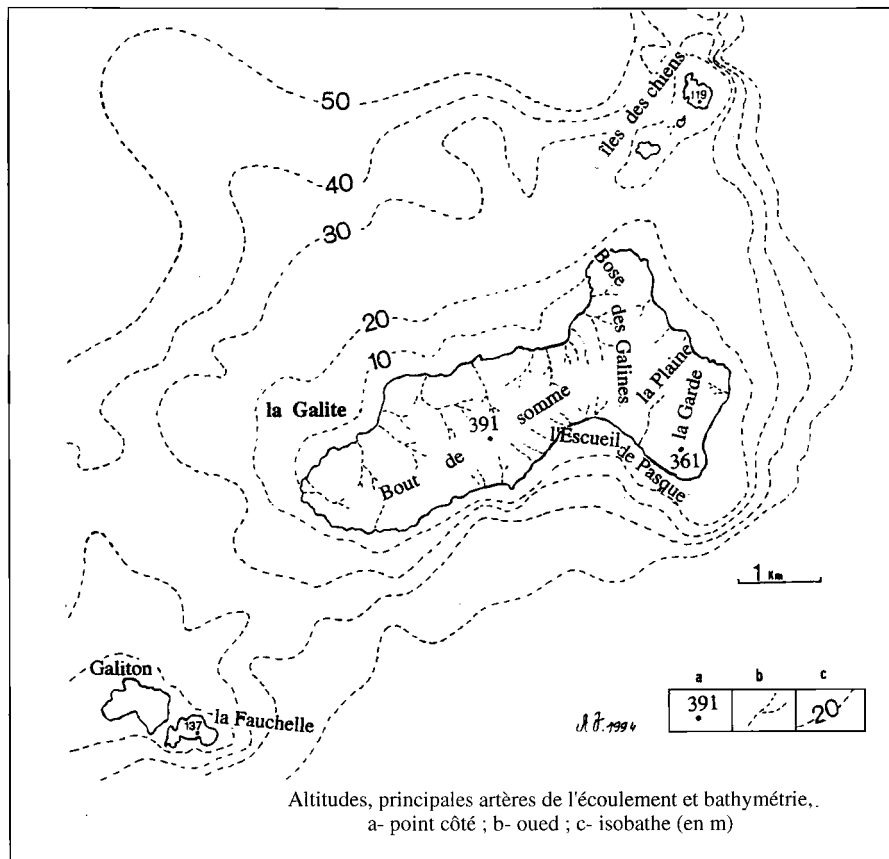 îles des chiens
119
50
40
30
20
10
Bose
des Galines
la Plaine
la Garde
361
la Galite
391
Bout de somme
l'Escueil
de Pasque
1 Km
Galiton
137
la Fauchelle
a b c
391
20
1994
Altitudes, principales artères de l'écoulement et bathymétrie,.
a- point côté ; b- oued ; c- isobathe (en m)